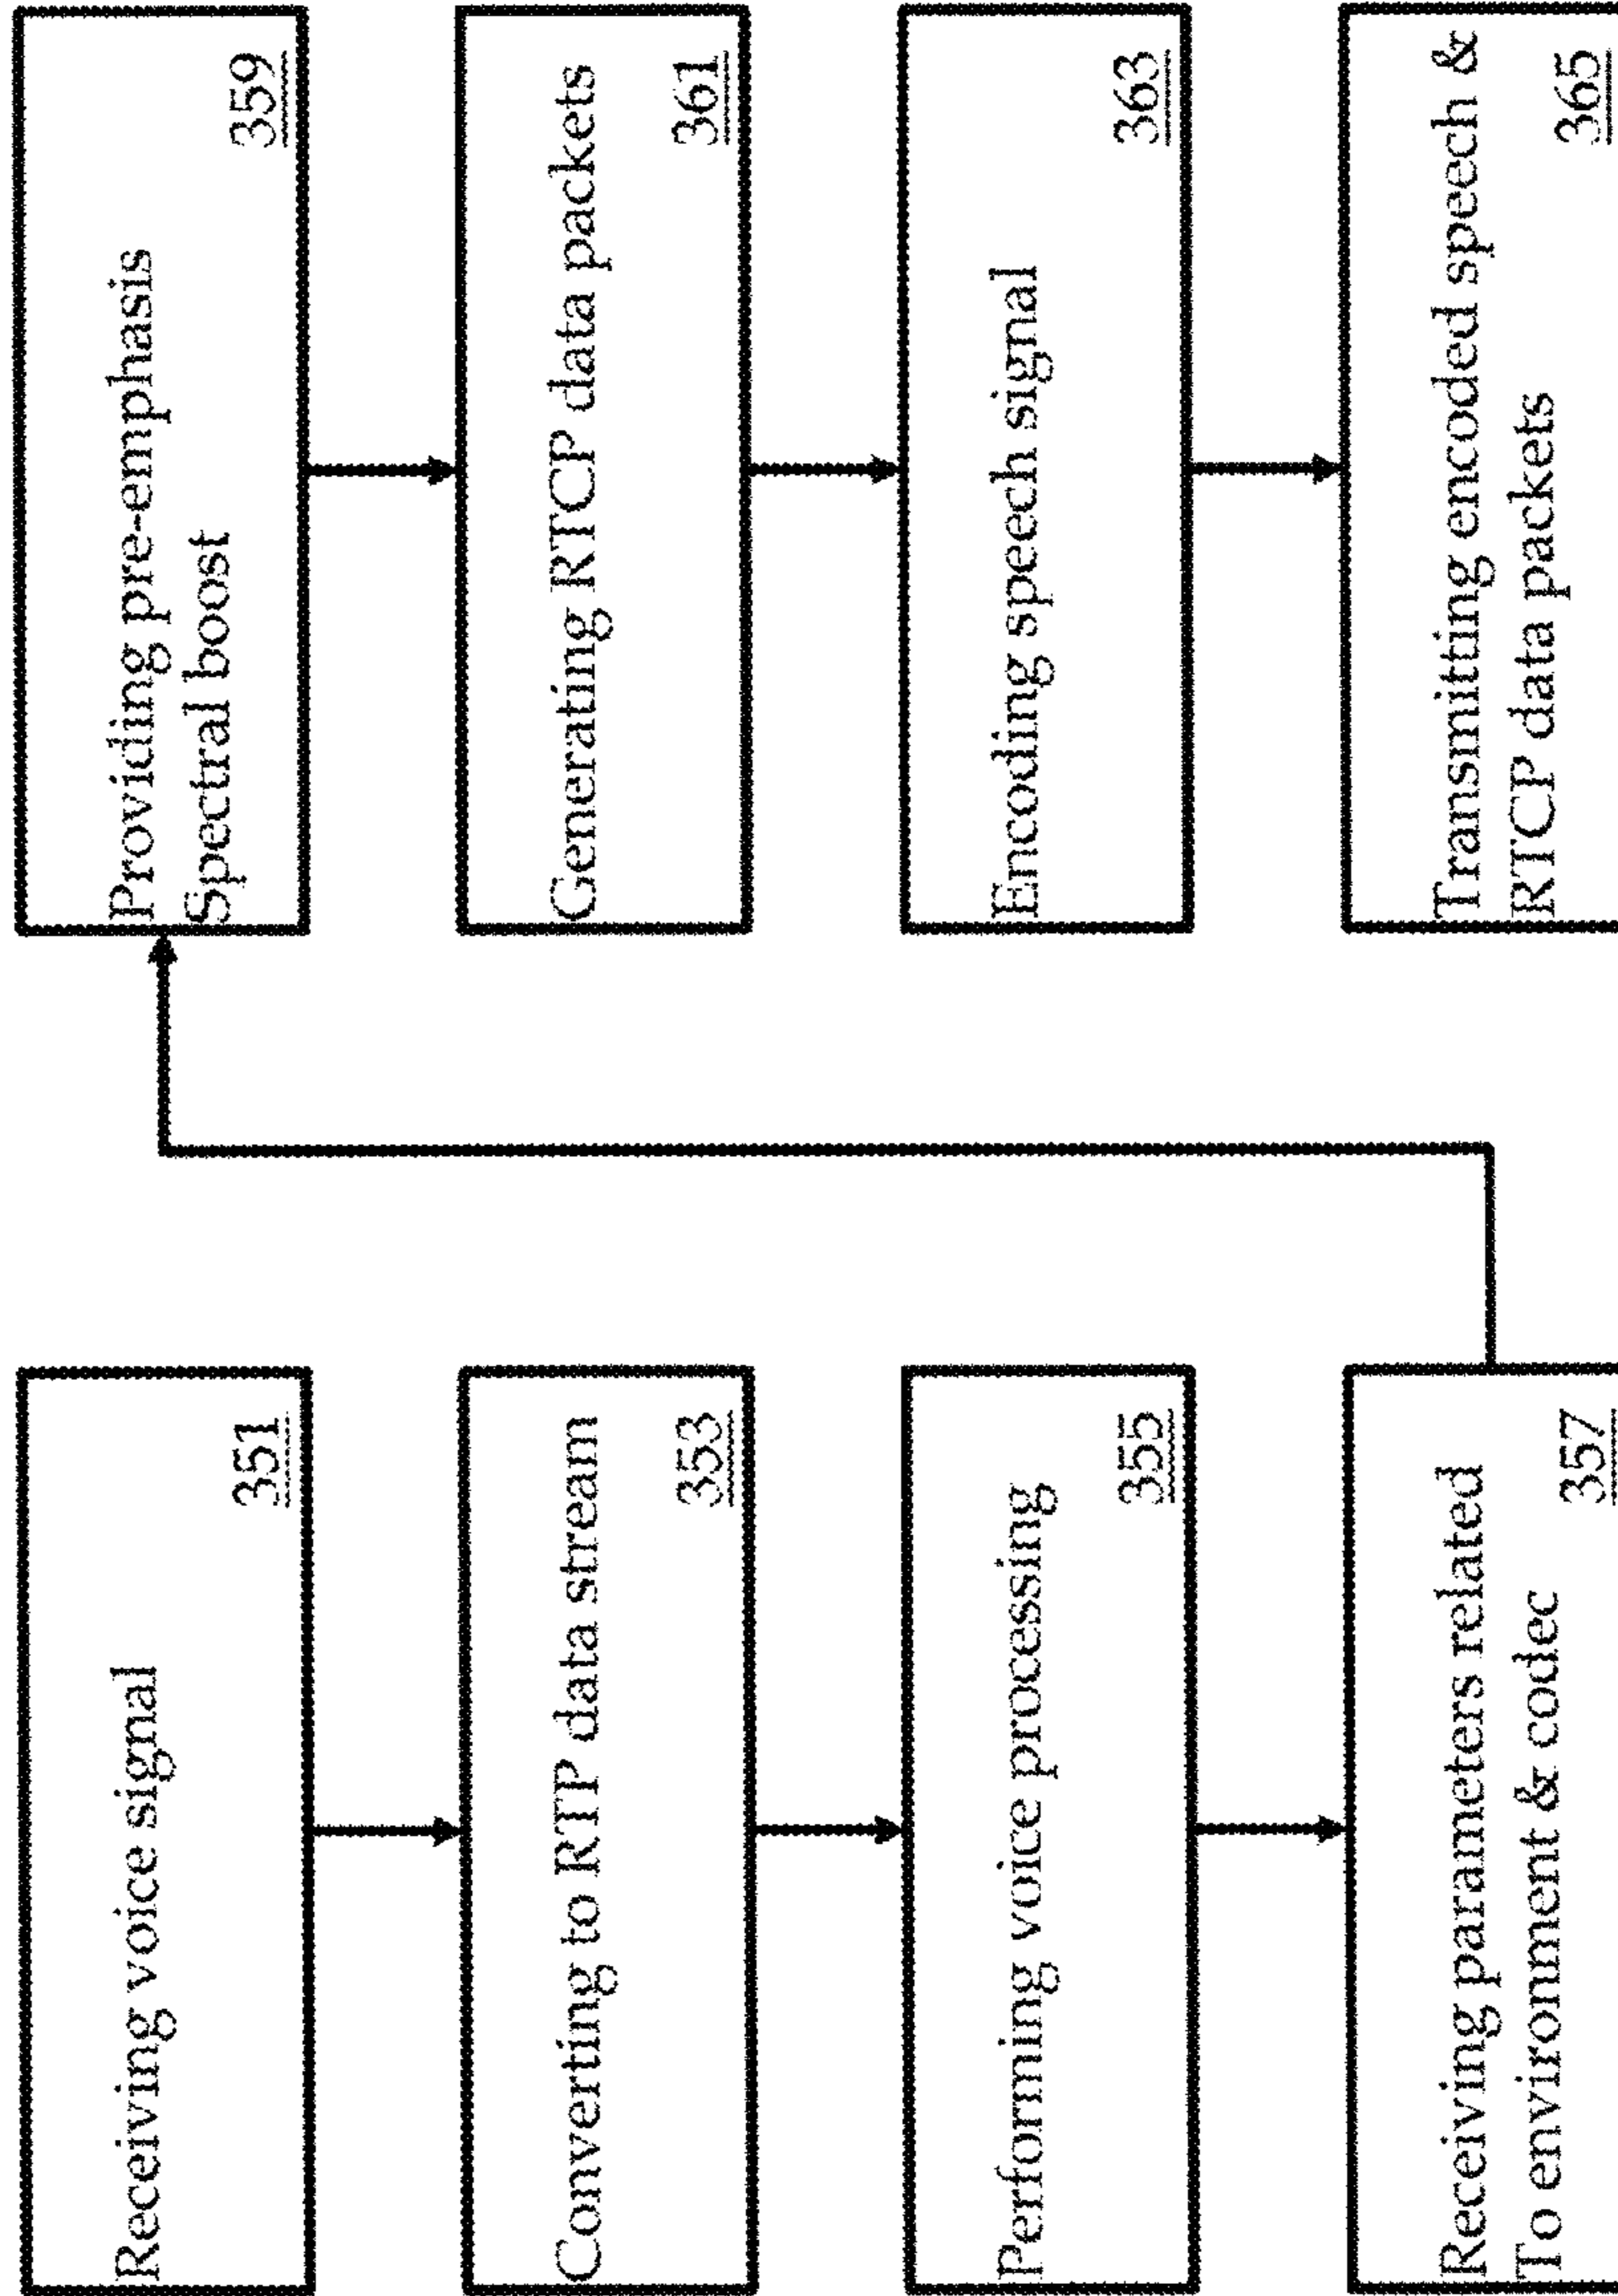 Receiving voice signal
351
Converting to RTP data stream
353
Performing voice processing
355
Receiving parameters related
To environment & codec
357
Providing pre-emphasis
Spectral boost
359
Generating RTCP data packets
361
Encoding speech signal
363
Transmitting encoded speech &
RTCP data packets
365